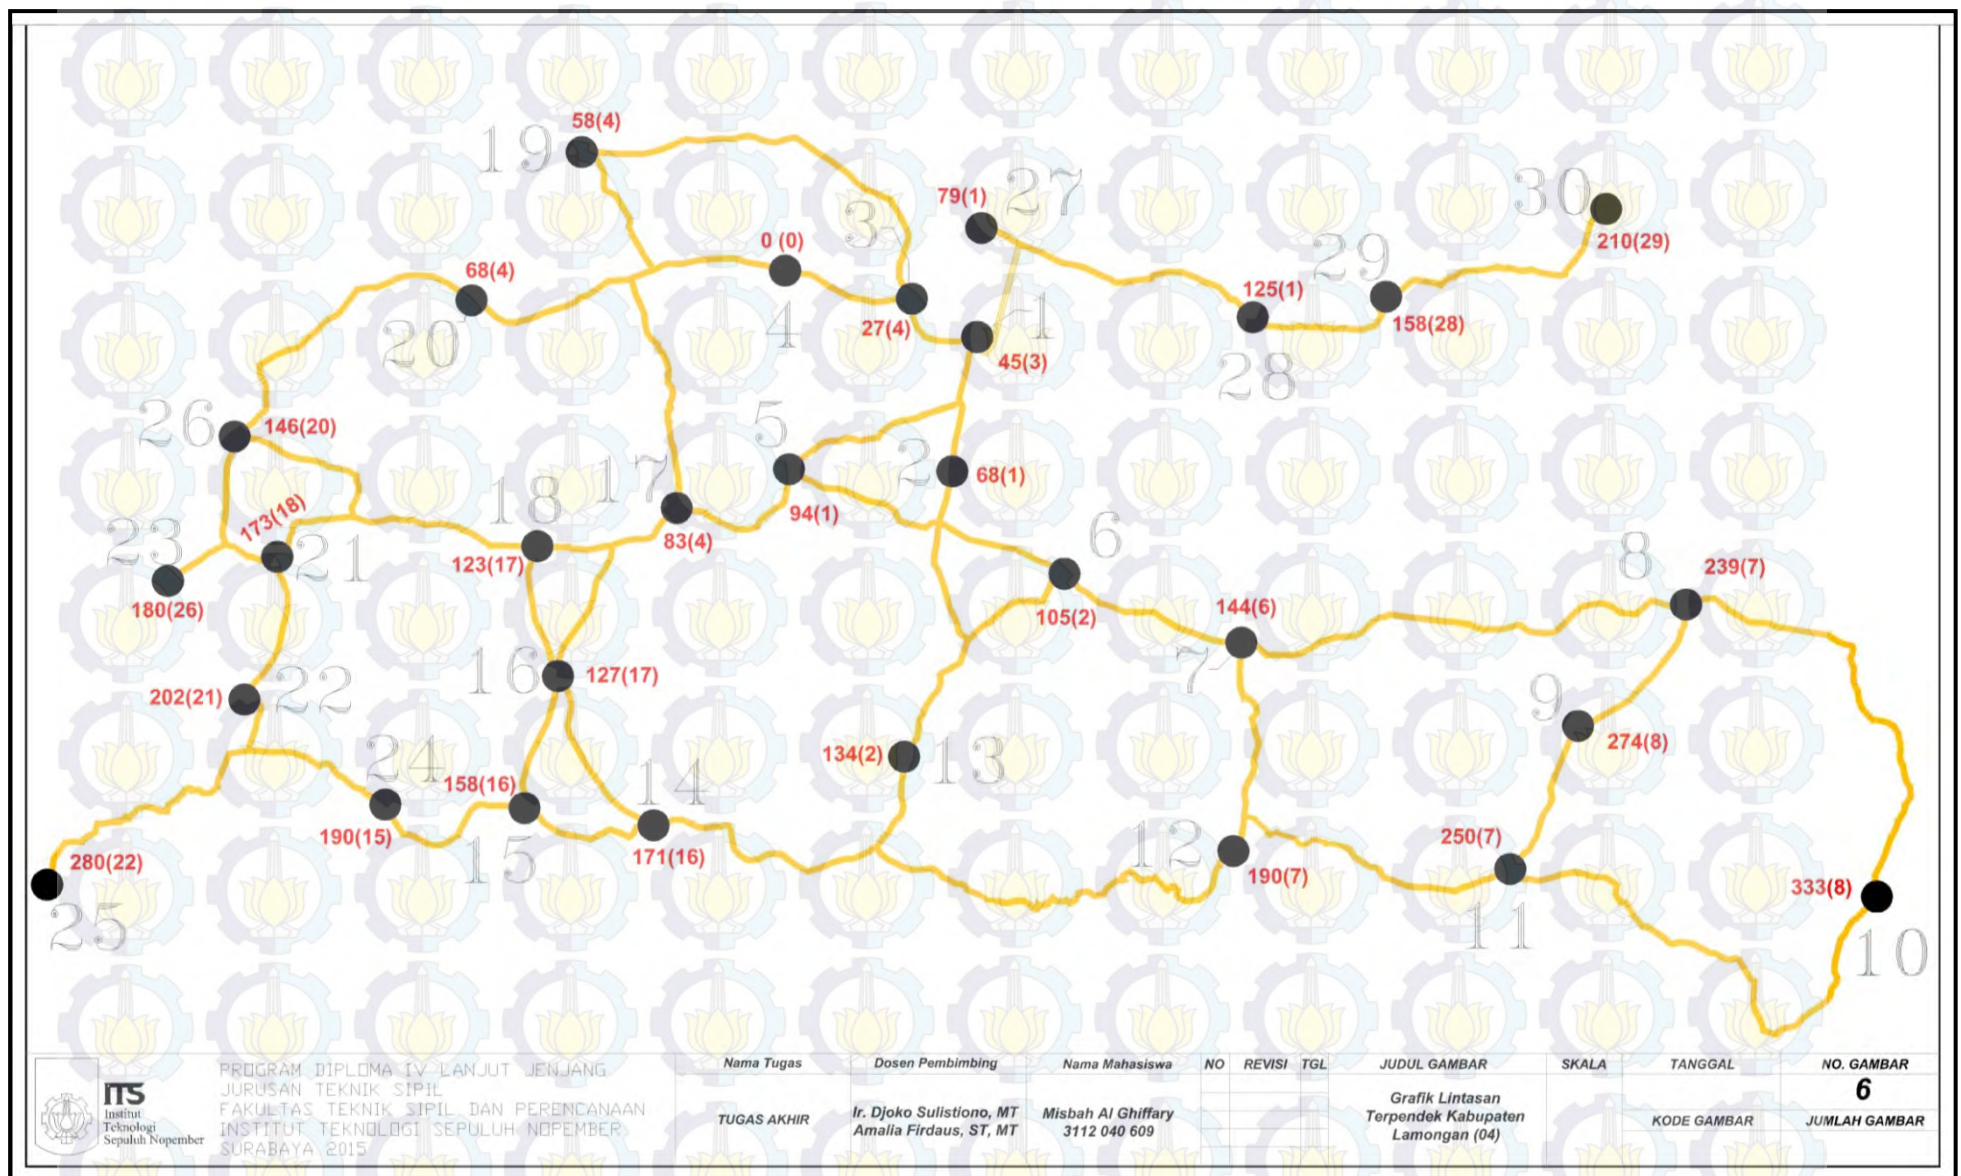 58(4)
19
79(1)
27
30
3
0 (0)
210(29)
68(4)
29
125(1)
4
27(4)
1
158(28)
20
45(3)
28
26
146(20)
5
18
17
2
68(1)
173(18)
94(1)
6
23
21
123(17)
83(4)
8
239(7)
180(26)
144(6)
105(2)
16
127(17)
7
202(21)
22
9
274(8)
24
134(2)
13
158(16)
14
190(15)
12
250(7)
171(16)
280(22)
15
190(7)
333(8)
25
11
10
ITS
Institut
Teknologi
Sepuluh Nopember
PROGRAM DIPLOMA IV LANJUT JENJANG
JURUSAN TEKNIK SIPIL
FAKULTAS TEKNIK SIPIL DAN PERENCANAAN
INSTITUT TEKNOLOGI SEPULUH NOPEMBER
SURABAYA 2015
Nama Tugas
TUGAS AKHIR
Dosen Pembimbing
Ir. Djoko Sulistiono, MT
Amalia Firdaus, ST, MT
Nama Mahasiswa
Misbah Al Ghiffary
3112 040 609
NO REVISI TGL
JUDUL GAMBAR
Grafik Lintasan
Terpendek Kabupaten
Lamongan (04)
SKALA
TANGGAL
KODE GAMBAR
NO. GAMBAR
6
JUMLAH GAMBAR